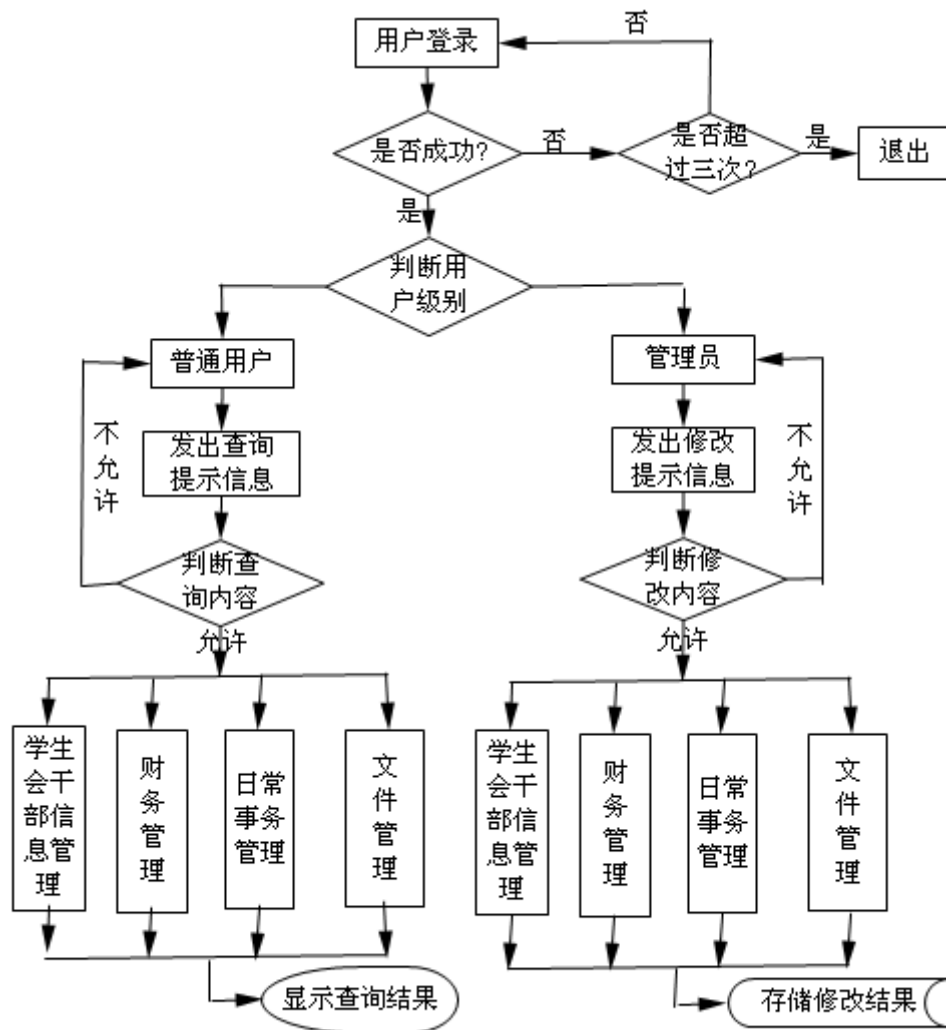 用户登录
否
是否成功?
否
是否超
过三次?
是
退出
是
判断用
户级别
普通用户
管理员
不
允
许
发出查询
提示信息
发出修改
提示信息
不
允
许
判断查
询内容
判断修
改内容
允许
允许
学生
会干
部信
息管
理
财
务
管
理
日常
事务
管理
文
件
管
理
学生
会干
部信
息管
理
财
务
管
理
日常
事务
管理
文
件
管
理
显示查询结果
存储修改结果